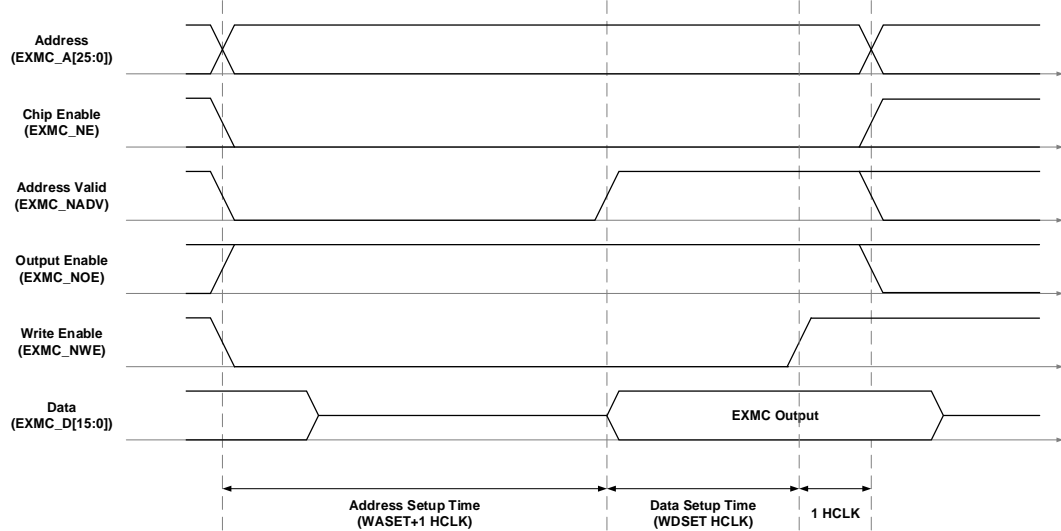 Address
(EXMC_A[25:0])
Chip Enable
(EXMC_NE)
Address Valid
(EXMC_NADV)
Output Enable
(EXMC_NOE)
Write Enable
(EXMC_NWE)
Data
(EXMC_D[15:0])
EXMC Output
Address Setup Time
(WASET+1 HCLK)
Data Setup Time
(WDSET HCLK)
1 HCLK